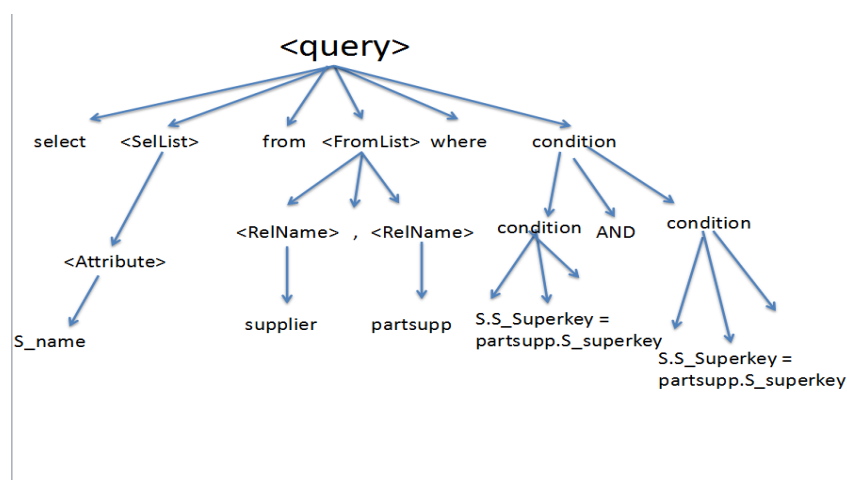 <query>
select <SelList> from <FromList> where condition
<RelName> , <RelName> condition AND condition
<Attribute>
S_name supplier partsupp S.S_Superkey =
partsupp.S_superkey
S.S_Superkey =
partsupp.S_superkey